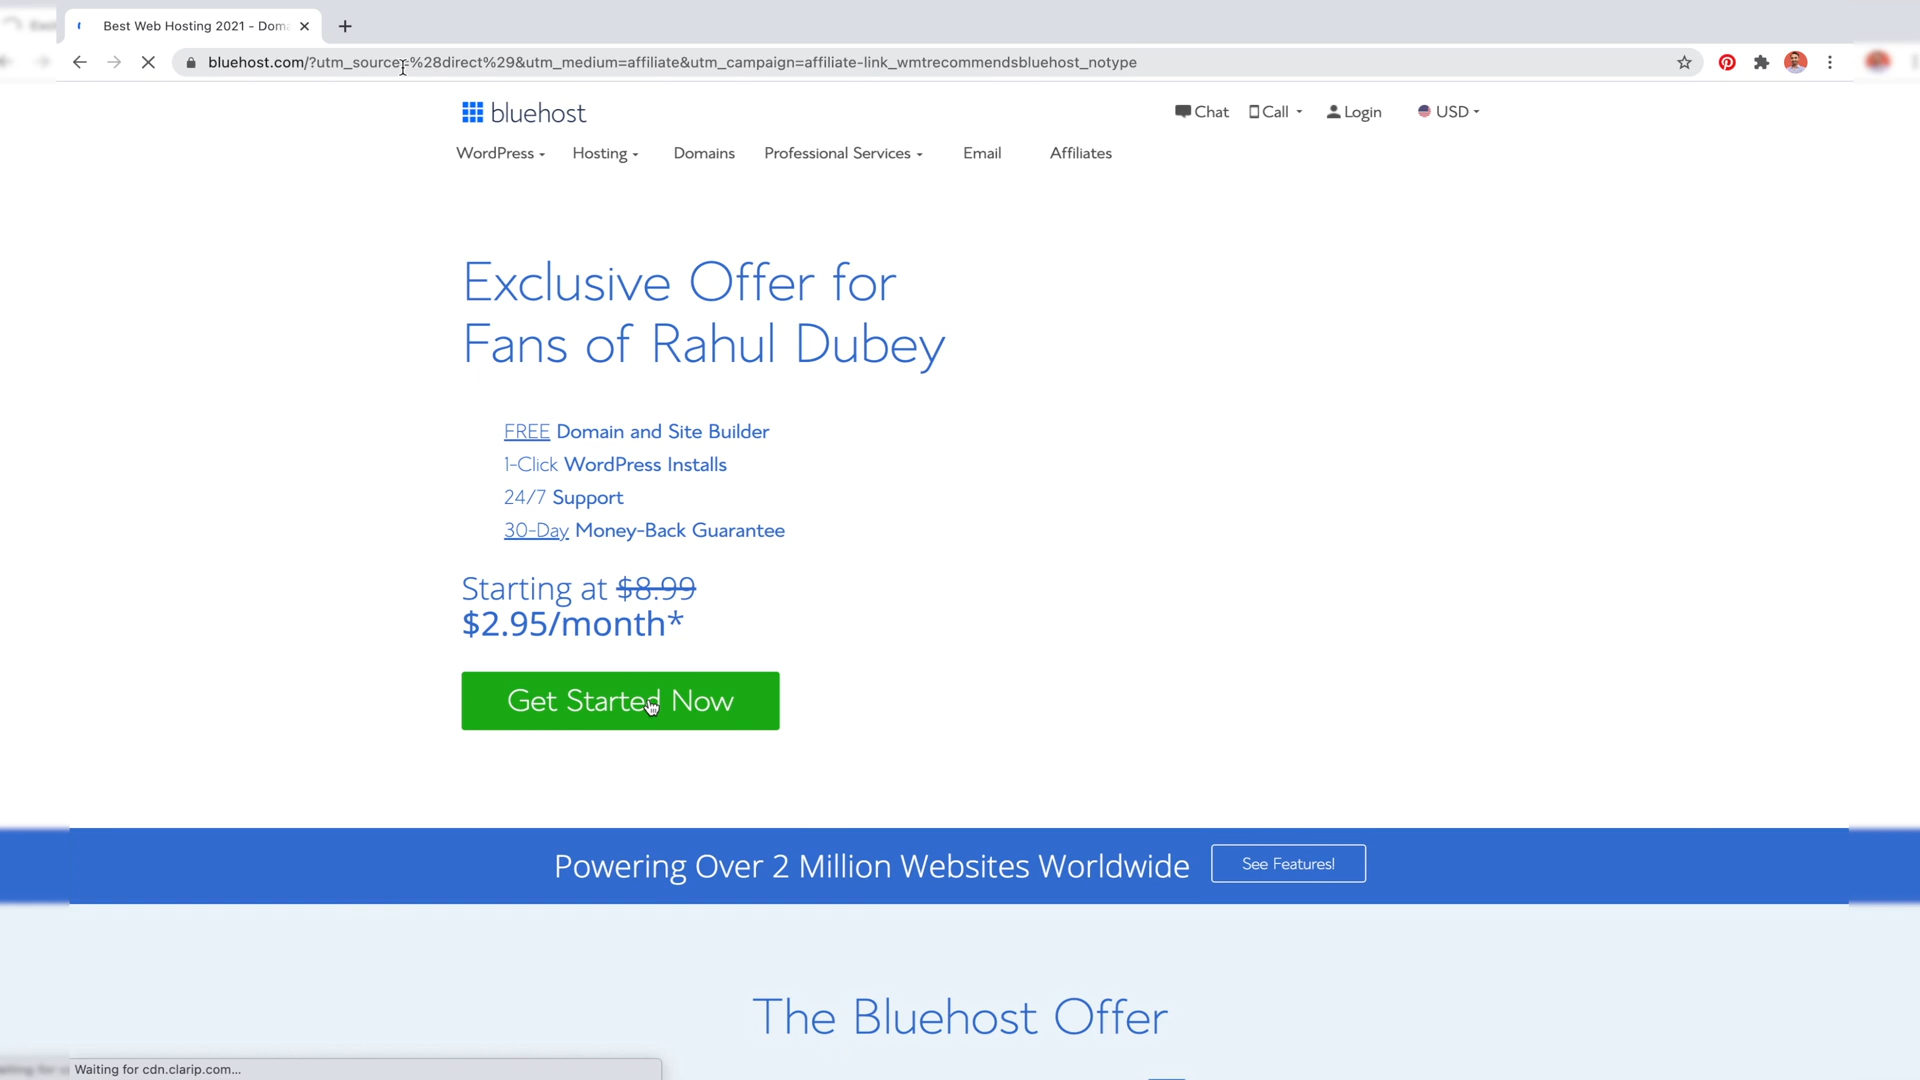 Best Web Hosting 2021 - Doma
bluehost.com/?utm_source=%28direct%29&utm_medium=affiliate&utm_campaign=affiliate-link_wmtrecommendsbluehost_notype
bluehost
Chat Call Login USD
WordPress Hosting Domains Professional Services Email Affiliates
Exclusive Offer for
Fans of Rahul Dubey
FREE Domain and Site Builder
1-Click WordPress Installs
24/7 Support
30-Day Money-Back Guarantee
Starting at $8.99
$2.95/month*
Get Started Now
Powering Over 2 Million Websites Worldwide See Features!
The Bluehost Offer
Waiting for cdn.clarip.com...